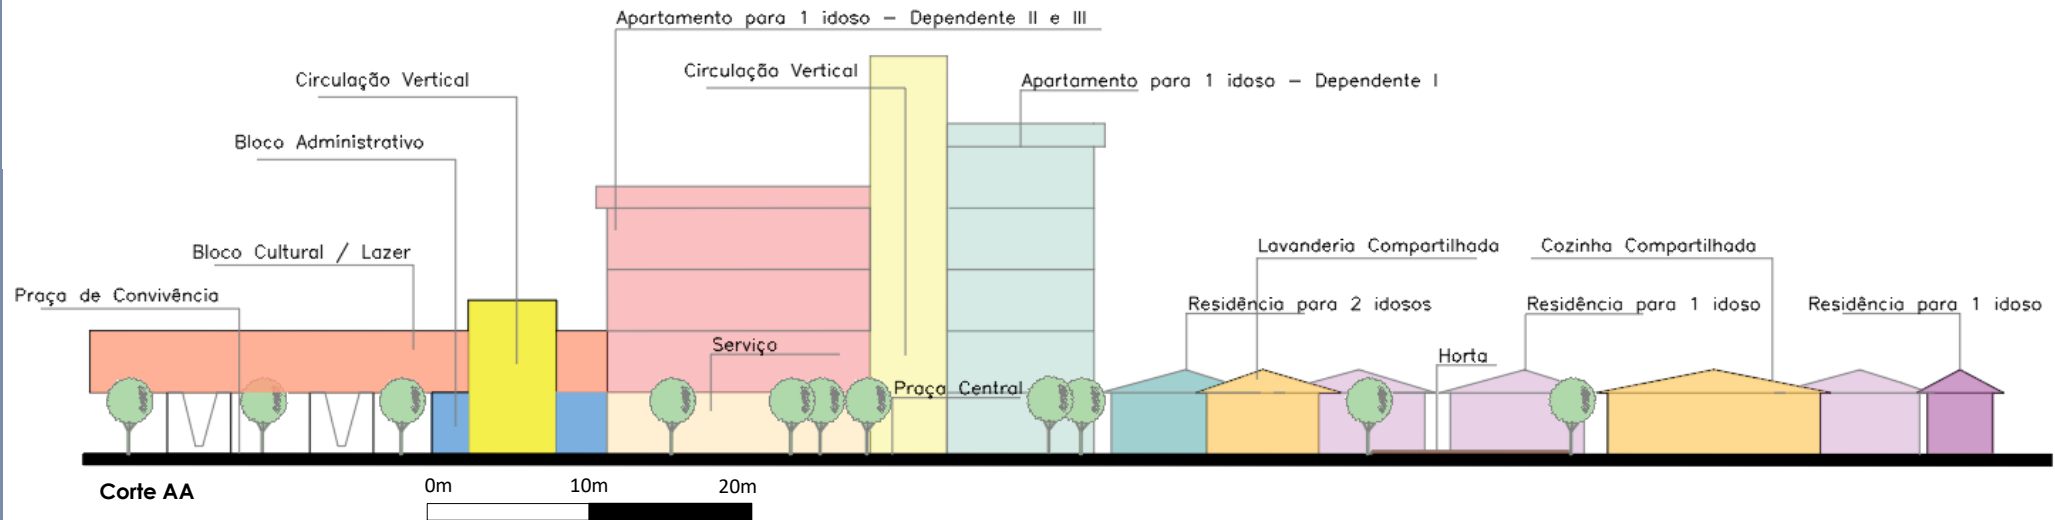 Apartamento para 1 idoso – Dependente II e III
Circulação Vertical
Circulação Vertical
Apartamento para 1 idoso – Dependente I
Bloco Administrativo
Bloco Cultural / Lazer
Lavanderia Compartilhada
Cozinha Compartilhada
Praça de Convivência
Residência para 2 idosos
Residência para 1 idoso
Residência para 1 idoso
Serviço
Horta
Praça Central
Corte AA
0m
10m
20m